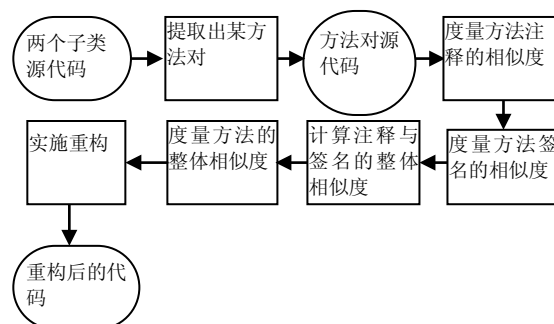 两个子类
源代码
提取出某方
法对
方法对源
代码
度量方法注
释的相似度
度量方法签
名的相似度
计算注释与
签名的整体
相似度
度量方法的
整体相似度
实施重构
重构后的代
码